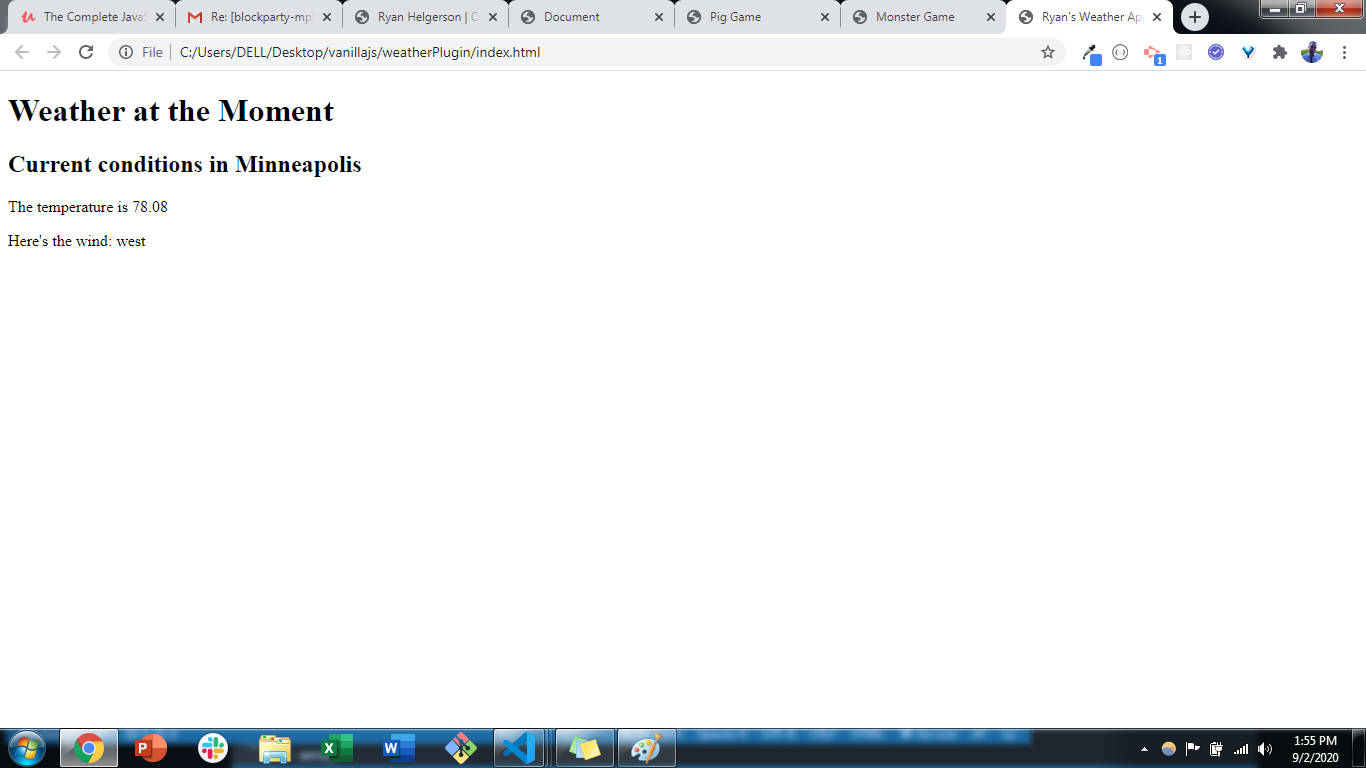 The Complete JavaS
Re: [blockparty-mp
Ryan Helgerson | C
Document
Pig Game
Monster Game
Ryan's Weather Ap
File
C:/Users/DELL/Desktop/vanillajs/weatherPlugin/index.html
1
Weather at the Moment
Current conditions in Minneapolis
The temperature is 78.08
Here's the wind: west
1:55 PM
9/2/2020